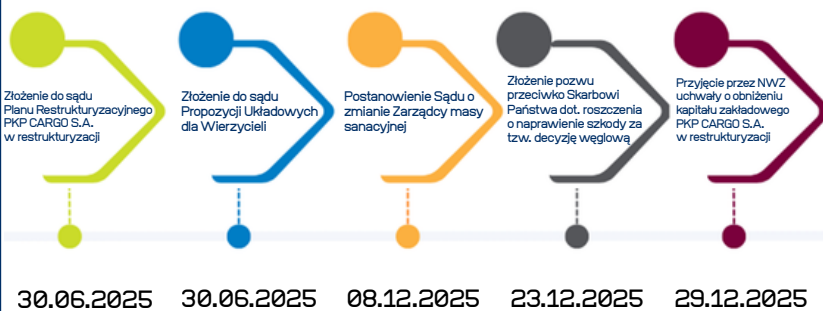 Złożenie do sądu
Planu Restrukturyzacyjnego
PKP CARGO S.A.
w restrukturyzacji
Złożenie do sądu
Propozycji Układowych
dla Wierzycieli
Postanowienie Sądu o
zmianie Zarządcy masy
sanacyjnej
Złożenie pozwu
przeciwko Skarbowi
Państwa dot. roszczenia
o naprawienie szkody za
tzw. decyzję węglową
Przyjęcie przez NWZ
uchwały o obniżeniu
kapitału zakładowego
PKP CARGO S.A.
w restrukturyzacji
30.06.2025
30.06.2025
08.12.2025
23.12.2025
29.12.2025